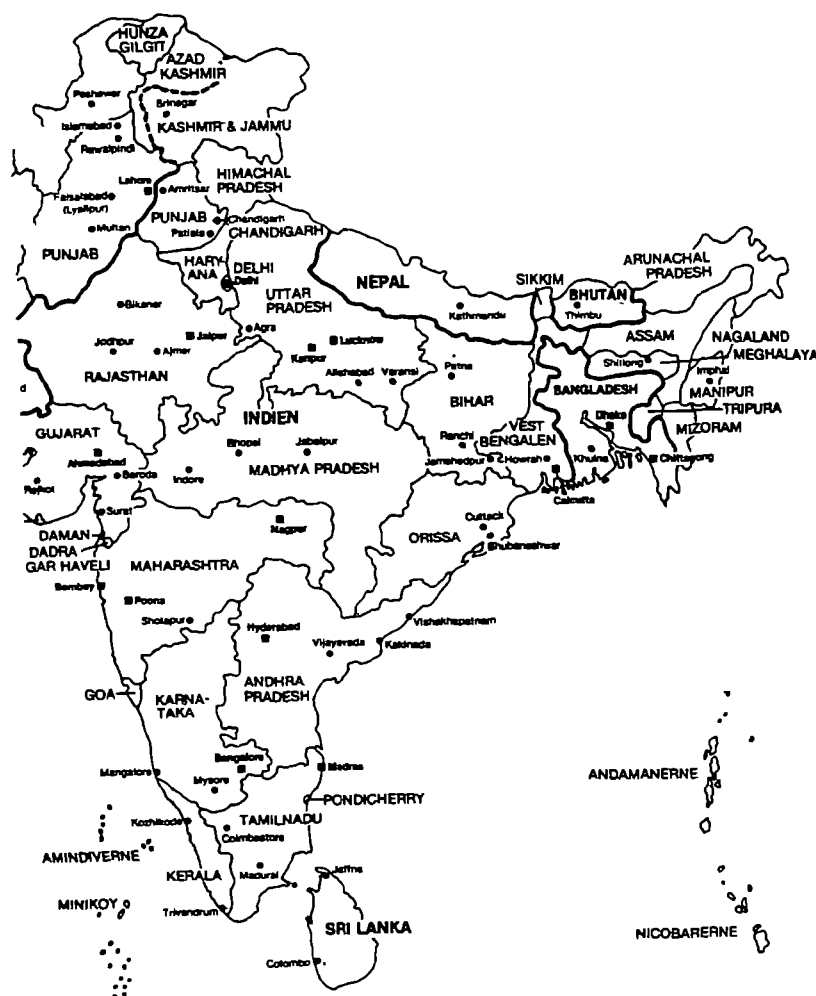 HUNZA
GILGIT
AZAD
KASHMIR
Peshawar
Srinagar
Islamabad
KASHMIR & JAMMU
Rawalpindi
HIMACHAL
PRADESH
Lahore
Amritsar
Faisalabad
(Lyallpur)
PUNJAB
Chandigarh
Multan
Patiala
CHANDIGARH
PUNJAB
HARY
ANA
DELHI
Delhi
NEPAL
SIKKIM
ARUNACHAL
PRADESH
BHUTAN
UTTAR
PRADESH
Bikaner
Kathmandu
Thimbu
Agra
ASSAM
NAGALAND
Jaipur
Lucknow
Jodhpur
Ajmer
Kanpur
MEGHALAYA
Shillong
Patna
Imphal
RAJASTHAN
Allahabad
Varansi
d
BANGLADESH
MANIPUR
BIHAR
TRIPURA
INDIEN
Dhaka
MIZORAM
GUJARAT
VEST
BENGALEN
Ranchi
Bhopal
Jabalpur
Ahmedabad
MADHYA PRADESH
Jamshedpur
Howrah
Khulna
Chittagong
Rajkot
Baroda
Indore
Calcutta
Surat
Cuttack
Nagpur
DAMAN
ORISSA
DADRA
GAR HAVELI
Bhubaneshwar
MAHARASHTRA
Bombay
Poona
Sholapur
Vishakhapatnam
Hyderabad
Vijayavada
Kakinada
GOA
KARNA-
TAKA
ANDHRA
PRADESH
Bangalore
Madras
Mangalore
ANDAMANERNE
Mysore
PONDICHERRY
Kozhikode
TAMILNADU
Coimbatore
AMINDIVERNE
KERALA
Madurai
Jaffna
MINIKOY
Trivandrum
SRI LANKA
NICOBARERNE
Colombo